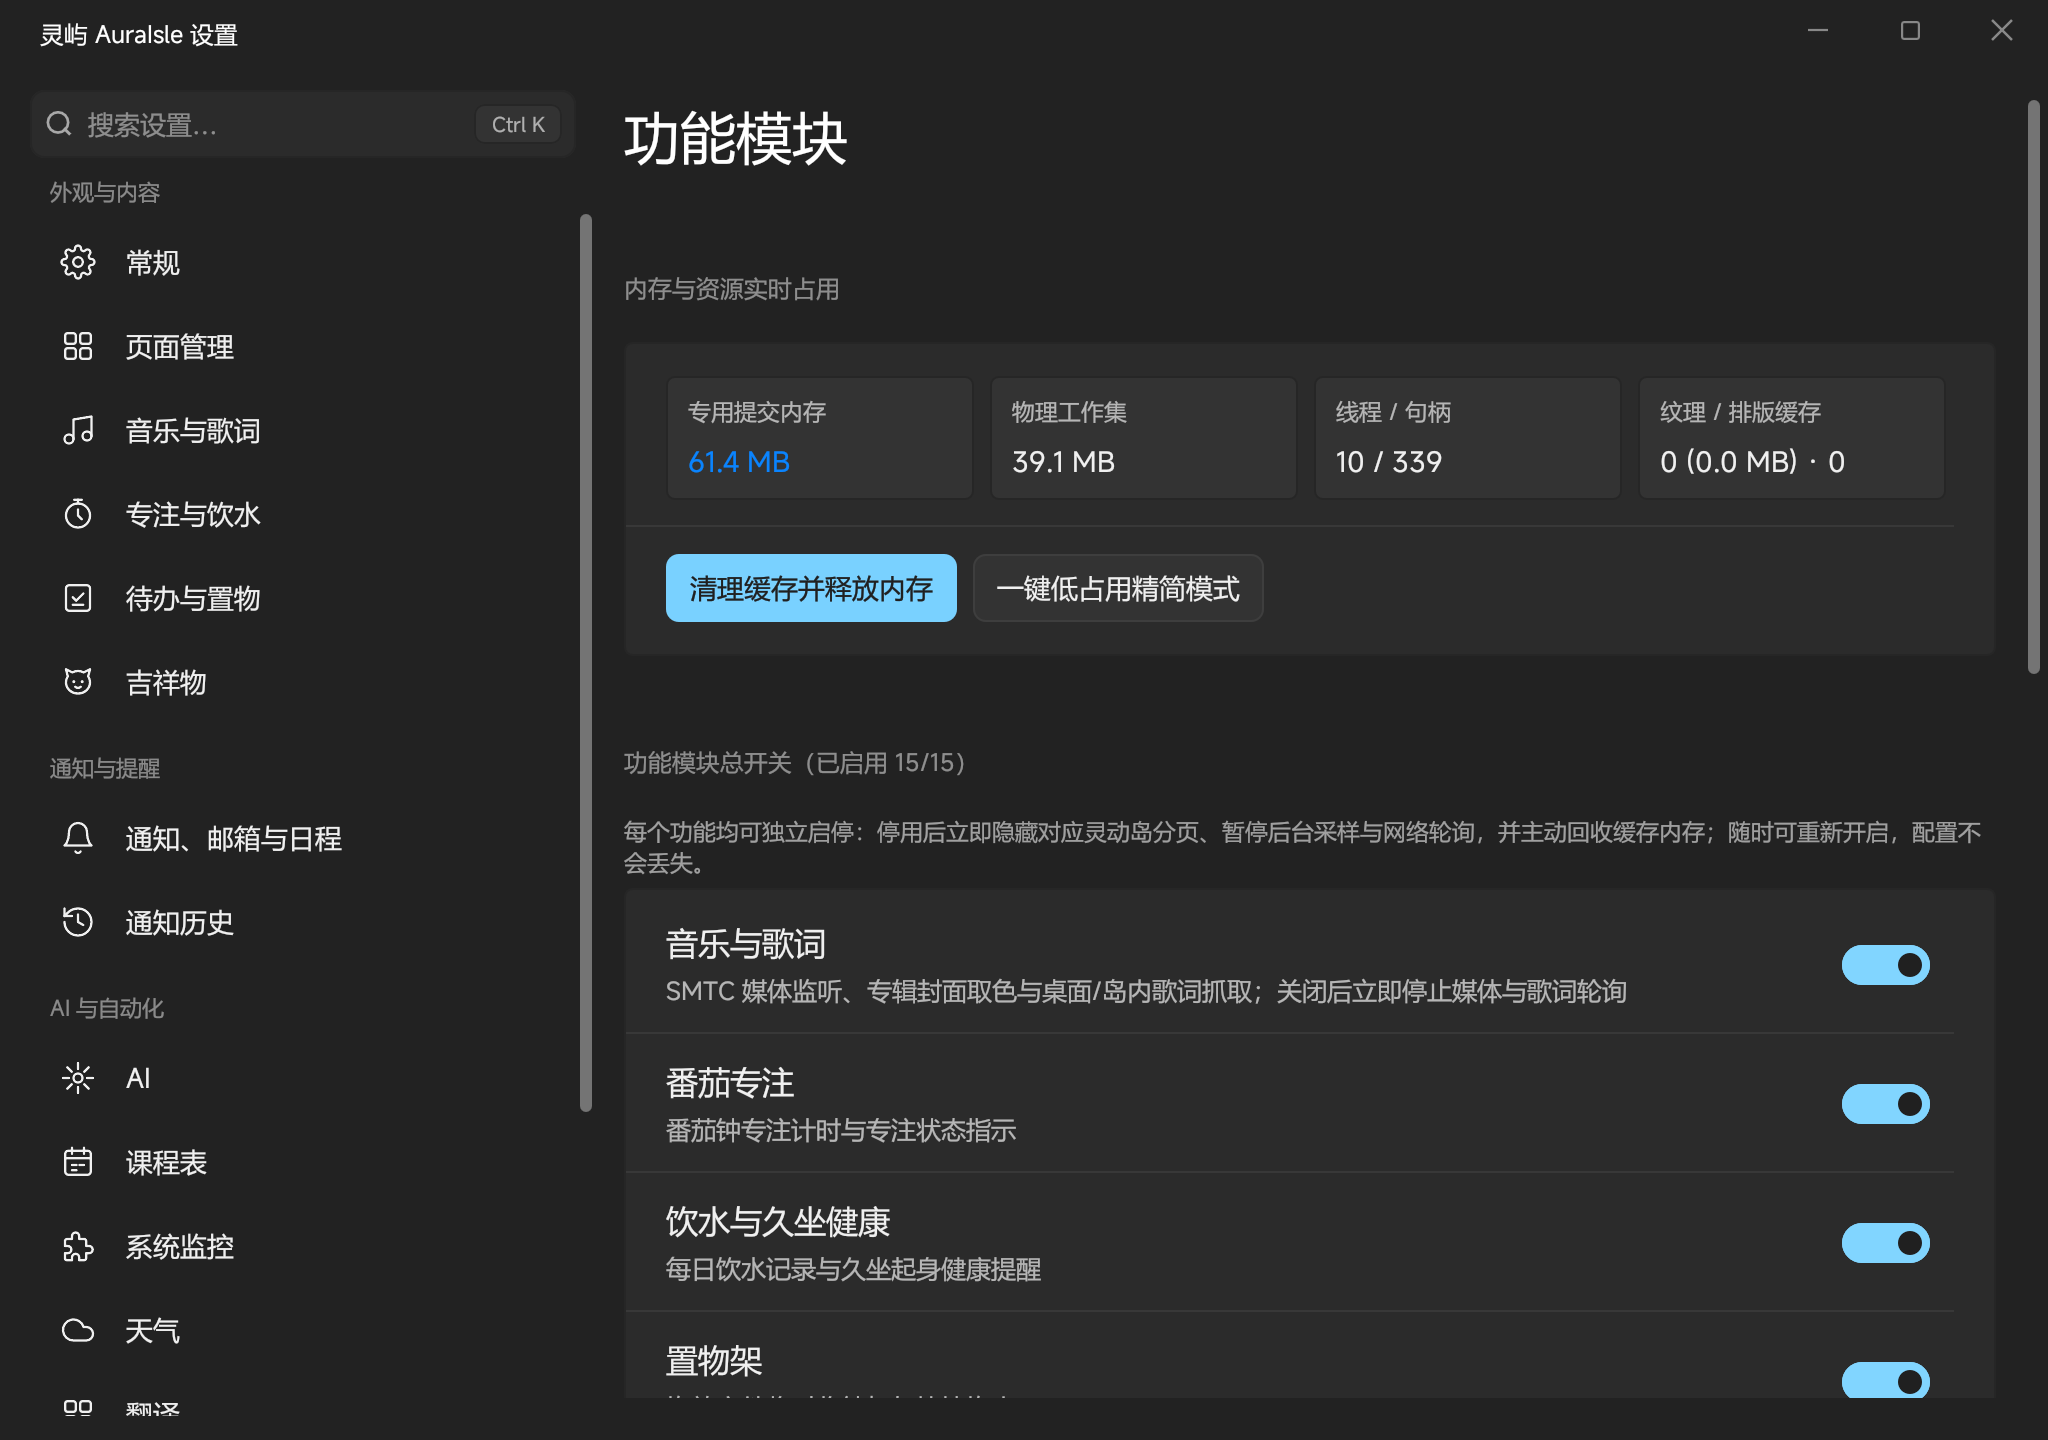 灵屿 AuraIsle 设置
搜索设置...
Ctrl K
外观与内容
常规
页面管理
音乐与歌词
专注与饮水
待办与置物
吉祥物
通知与提醒
通知、邮箱与日程
通知历史
AI 与自动化
AI
课程表
系统监控
天气
翻译
功能模块
内存与资源实时占用
专用提交内存
61.4 MB
物理工作集
39.1 MB
线程 / 句柄
10 / 339
纹理 / 排版缓存
0 (0.0 MB) · 0
清理缓存并释放内存
一键低占用精简模式
功能模块总开关（已启用 15/15）
每个功能均可独立启停：停用后立即隐藏对应灵动岛分页、暂停后台采样与网络轮询，并主动回收缓存内存；随时可重新开启，配置不
会丢失。
音乐与歌词
SMTC 媒体监听、专辑封面取色与桌面/岛内歌词抓取；关闭后立即停止媒体与歌词轮询
番茄专注
番茄钟专注计时与专注状态指示
饮水与久坐健康
每日饮水记录与久坐起身健康提醒
置物架